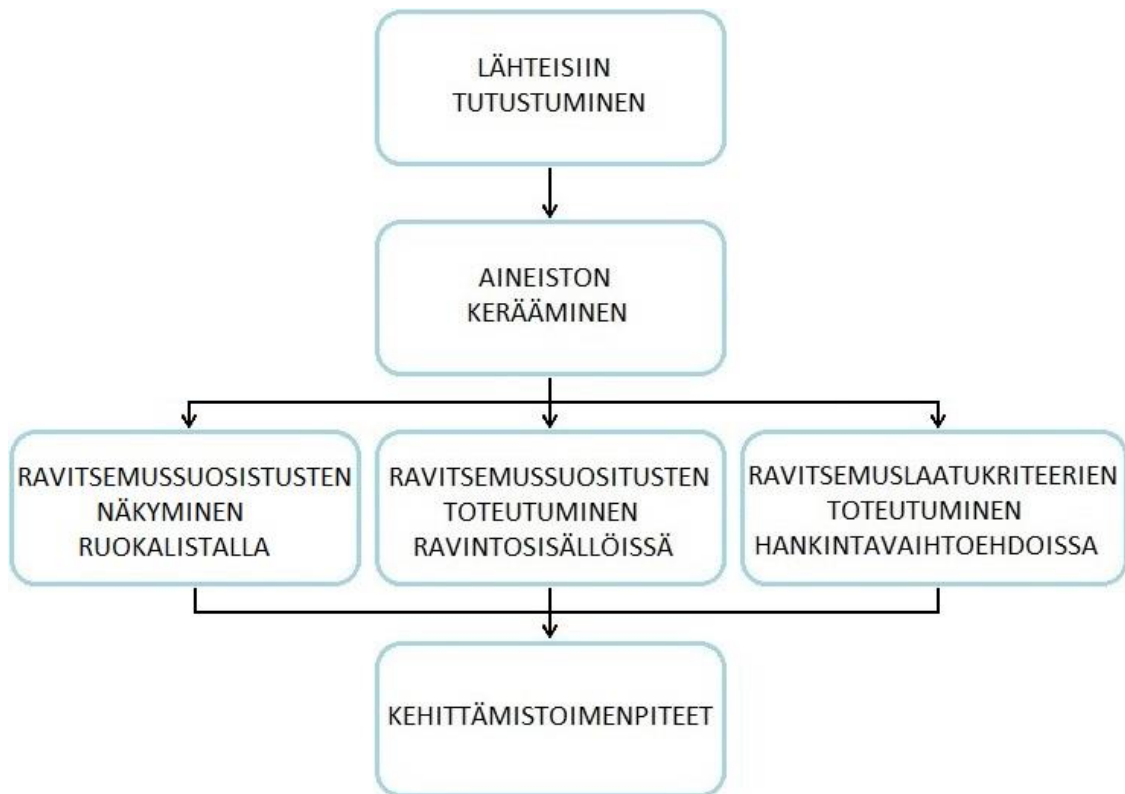 LÄHTEISIIN
TUTUSTUMINEN
AINEISTON
KERÄÄMINEN
RAVITSEMUSSUOSISTUSTEN
NÄKYMINEN
RUOKALISTALLA
RAVITSEMUSSUOSITUSTEN
TOTEUTUMINEN
RAVINTOSISÄLLÖISSÄ
RAVITSEMUSLAATUKRITEERIEN
TOTEUTUMINEN
HANKINTAVAIHTOEHDOISSA
KEHITTÄMISTOIMENPITEET